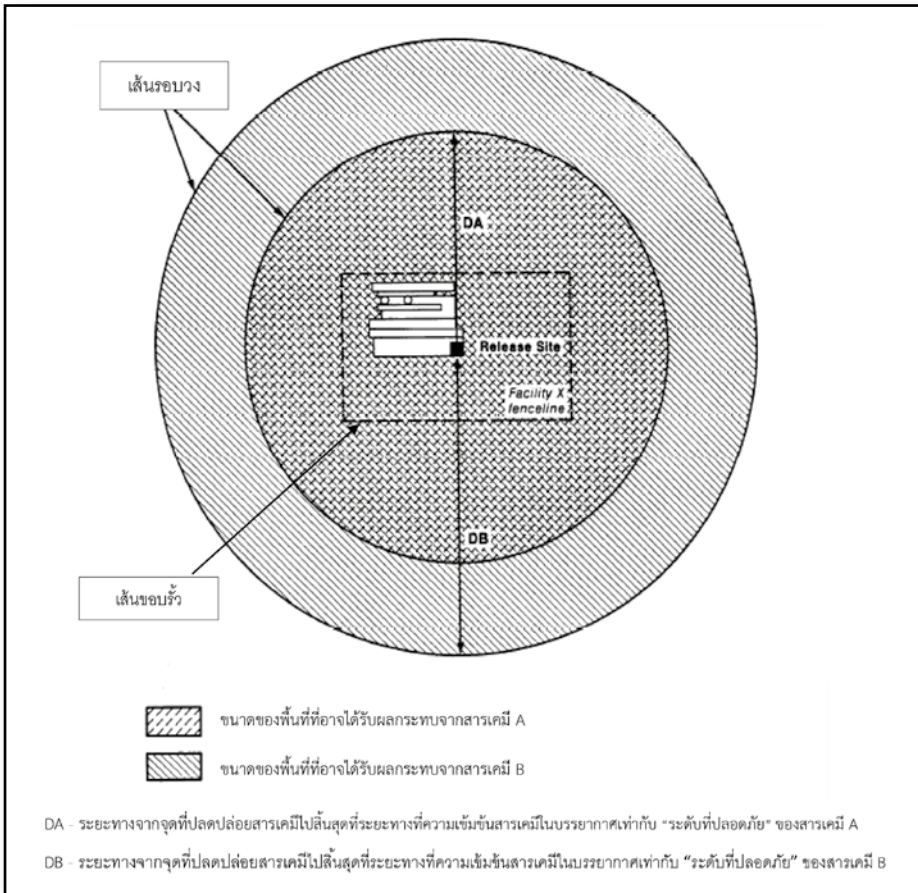 เส้นรอบวง
DA
Release Site
Facility X
fenceline
DB
เส้นขอบรั้ว
ขนาดของพื้นที่ที่อาจได้รับผลกระทบจากสารเคมี A
ขนาดของพื้นที่ที่อาจได้รับผลกระทบจากสารเคมี B
DA - ระยะทางจากจุดที่ปลดปล่อยสารเคมีไปสิ้นสุดที่ระยะทางที่ความเข้มข้นสารเคมีในบรรยากาศเท่ากับ "ระดับที่ปลอดภัย" ของสารเคมี A
DB - ระยะทางจากจุดที่ปลดปล่อยสารเคมีไปสิ้นสุดที่ระยะทางที่ความเข้มข้นสารเคมีในบรรยากาศเท่ากับ "ระดับที่ปลอดภัย" ของสารเคมี B